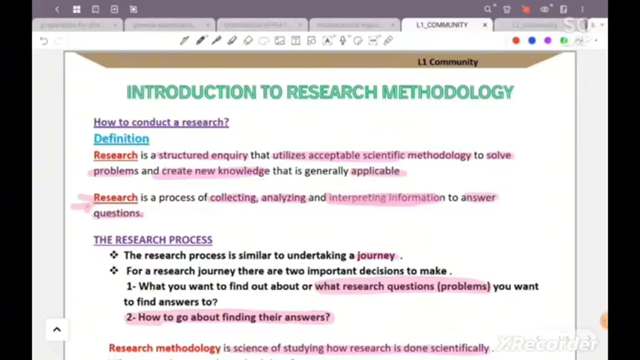 L1_COMMUNITY
L1 Community
INTRODUCTION TO RESEARCH METHODOLOGY
How to conduct a research?
Definition
Research is a structured enquiry that utilizes acceptable scientific methodology to solve
problems and create new knowledge that is generally applicable
Research is a process of collecting, analyzing and interpreting information to answer
questions.
THE RESEARCH PROCESS
❖ The research process is similar to undertaking a journey .
❖ For a research journey there are two important decisions to make .
1- What you want to find out about or what research questions (problems) you want
to find answers to?
2- How to go about finding their answers?
Research methodology is science of studying how research is done scientifically .
XRecorder